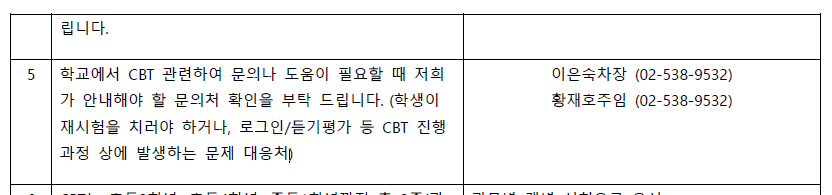 립니다.
5
학교에서 CBT 관련하여 문의나 도움이 필요할 때 저희
가 안내해야 할 문의처 확인을 부탁 드립니다. (학생이
재시험을 치러야 하거나, 로그인/듣기평가 등 CBT 진행
과정 상에 발생하는 문제 대응처)
이은숙차장 (02-538-9532)
황재호주임 (02-538-9532)